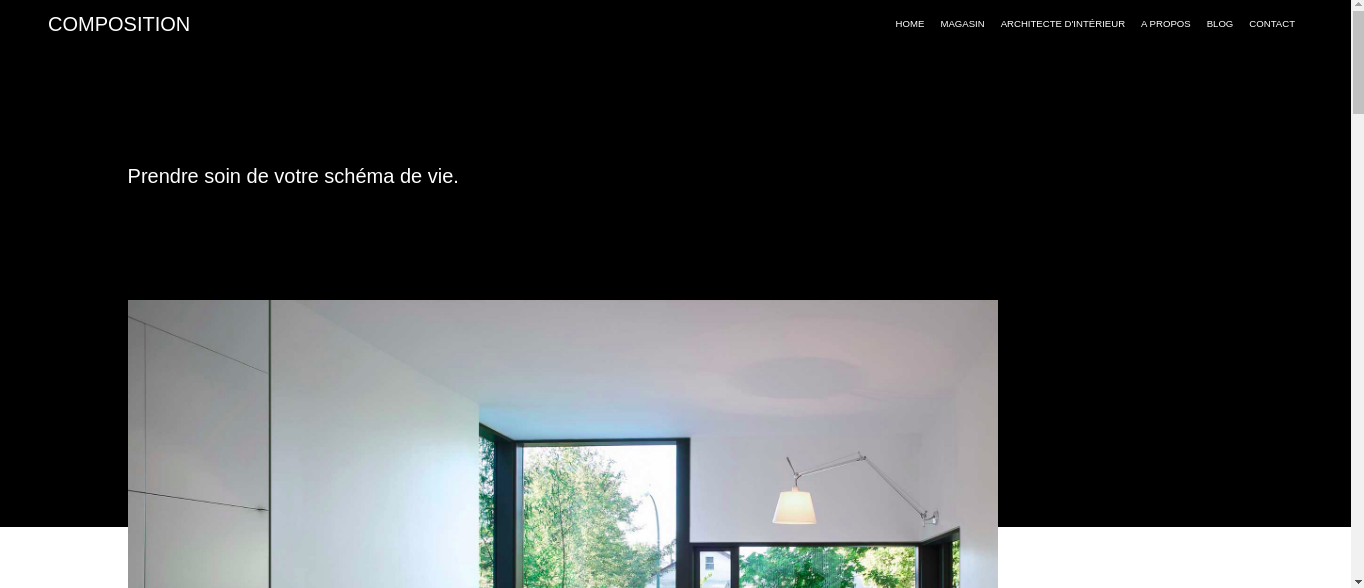 COMPOSITION
HOME MAGASIN ARCHITECTE D'INTÉRIEUR A PROPOS BLOG CONTACT
Prendre soin de votre schéma de vie.